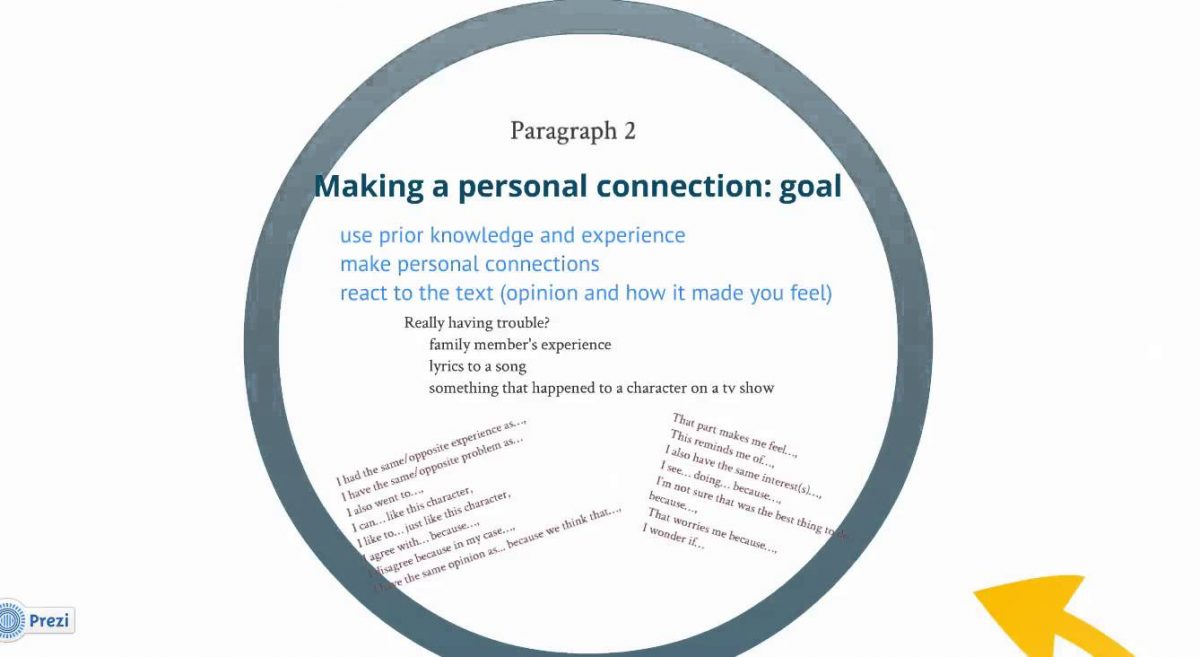 Paragraph 2
Making a personal connection: goal
use prior knowledge and experience
make personal connections
react to the text (opinion and how it made you feel)
Really having trouble?
family member's experience
lyrics to a song
something that happened to a character on a tv show
I had the same/opposite experience as...,
I have the same/opposite problem as...
I also went to...,
I can... like this character,
I like to... just like this character,
I agree with... because...,
I disagree because in my case...,
I have the same opinion as... because we think that...,
That part makes me feel...,
This reminds me of...,
I also have the same interest(s)...,
I see... doing... because...,
I'm not sure that was the best thing to do
because...,
That worries me because...,
I wonder if...
Prezi